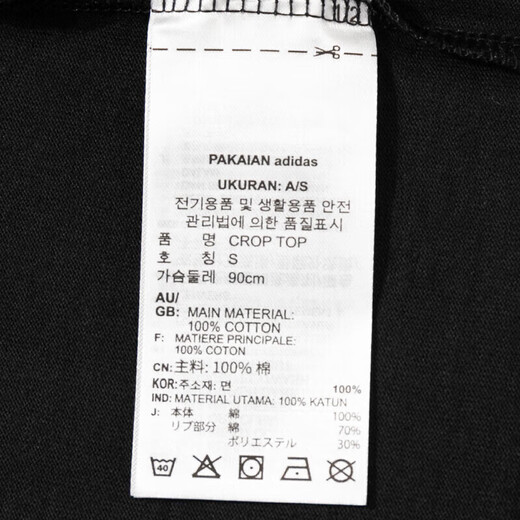 PAKAIAN adidas
UKURAN: A/S
전기용품 및 생활용품 안전
관리법에 의한 품질표시
품 명 CROP TOP
호 칭 S
가슴둘레 90cm
AU/
GB: MAIN MATERIAL:
100% COTTON
F: MATIERE PRINCIPALE:
100% COTON
CN: 主料: 100% 棉
KOR: 주소재: 면 100%
IND: MATERIAL UTAMA: 100% KATUN
J: 本体 綿 100%
リブ部分 綿 70%
ポリエステル 30%
40